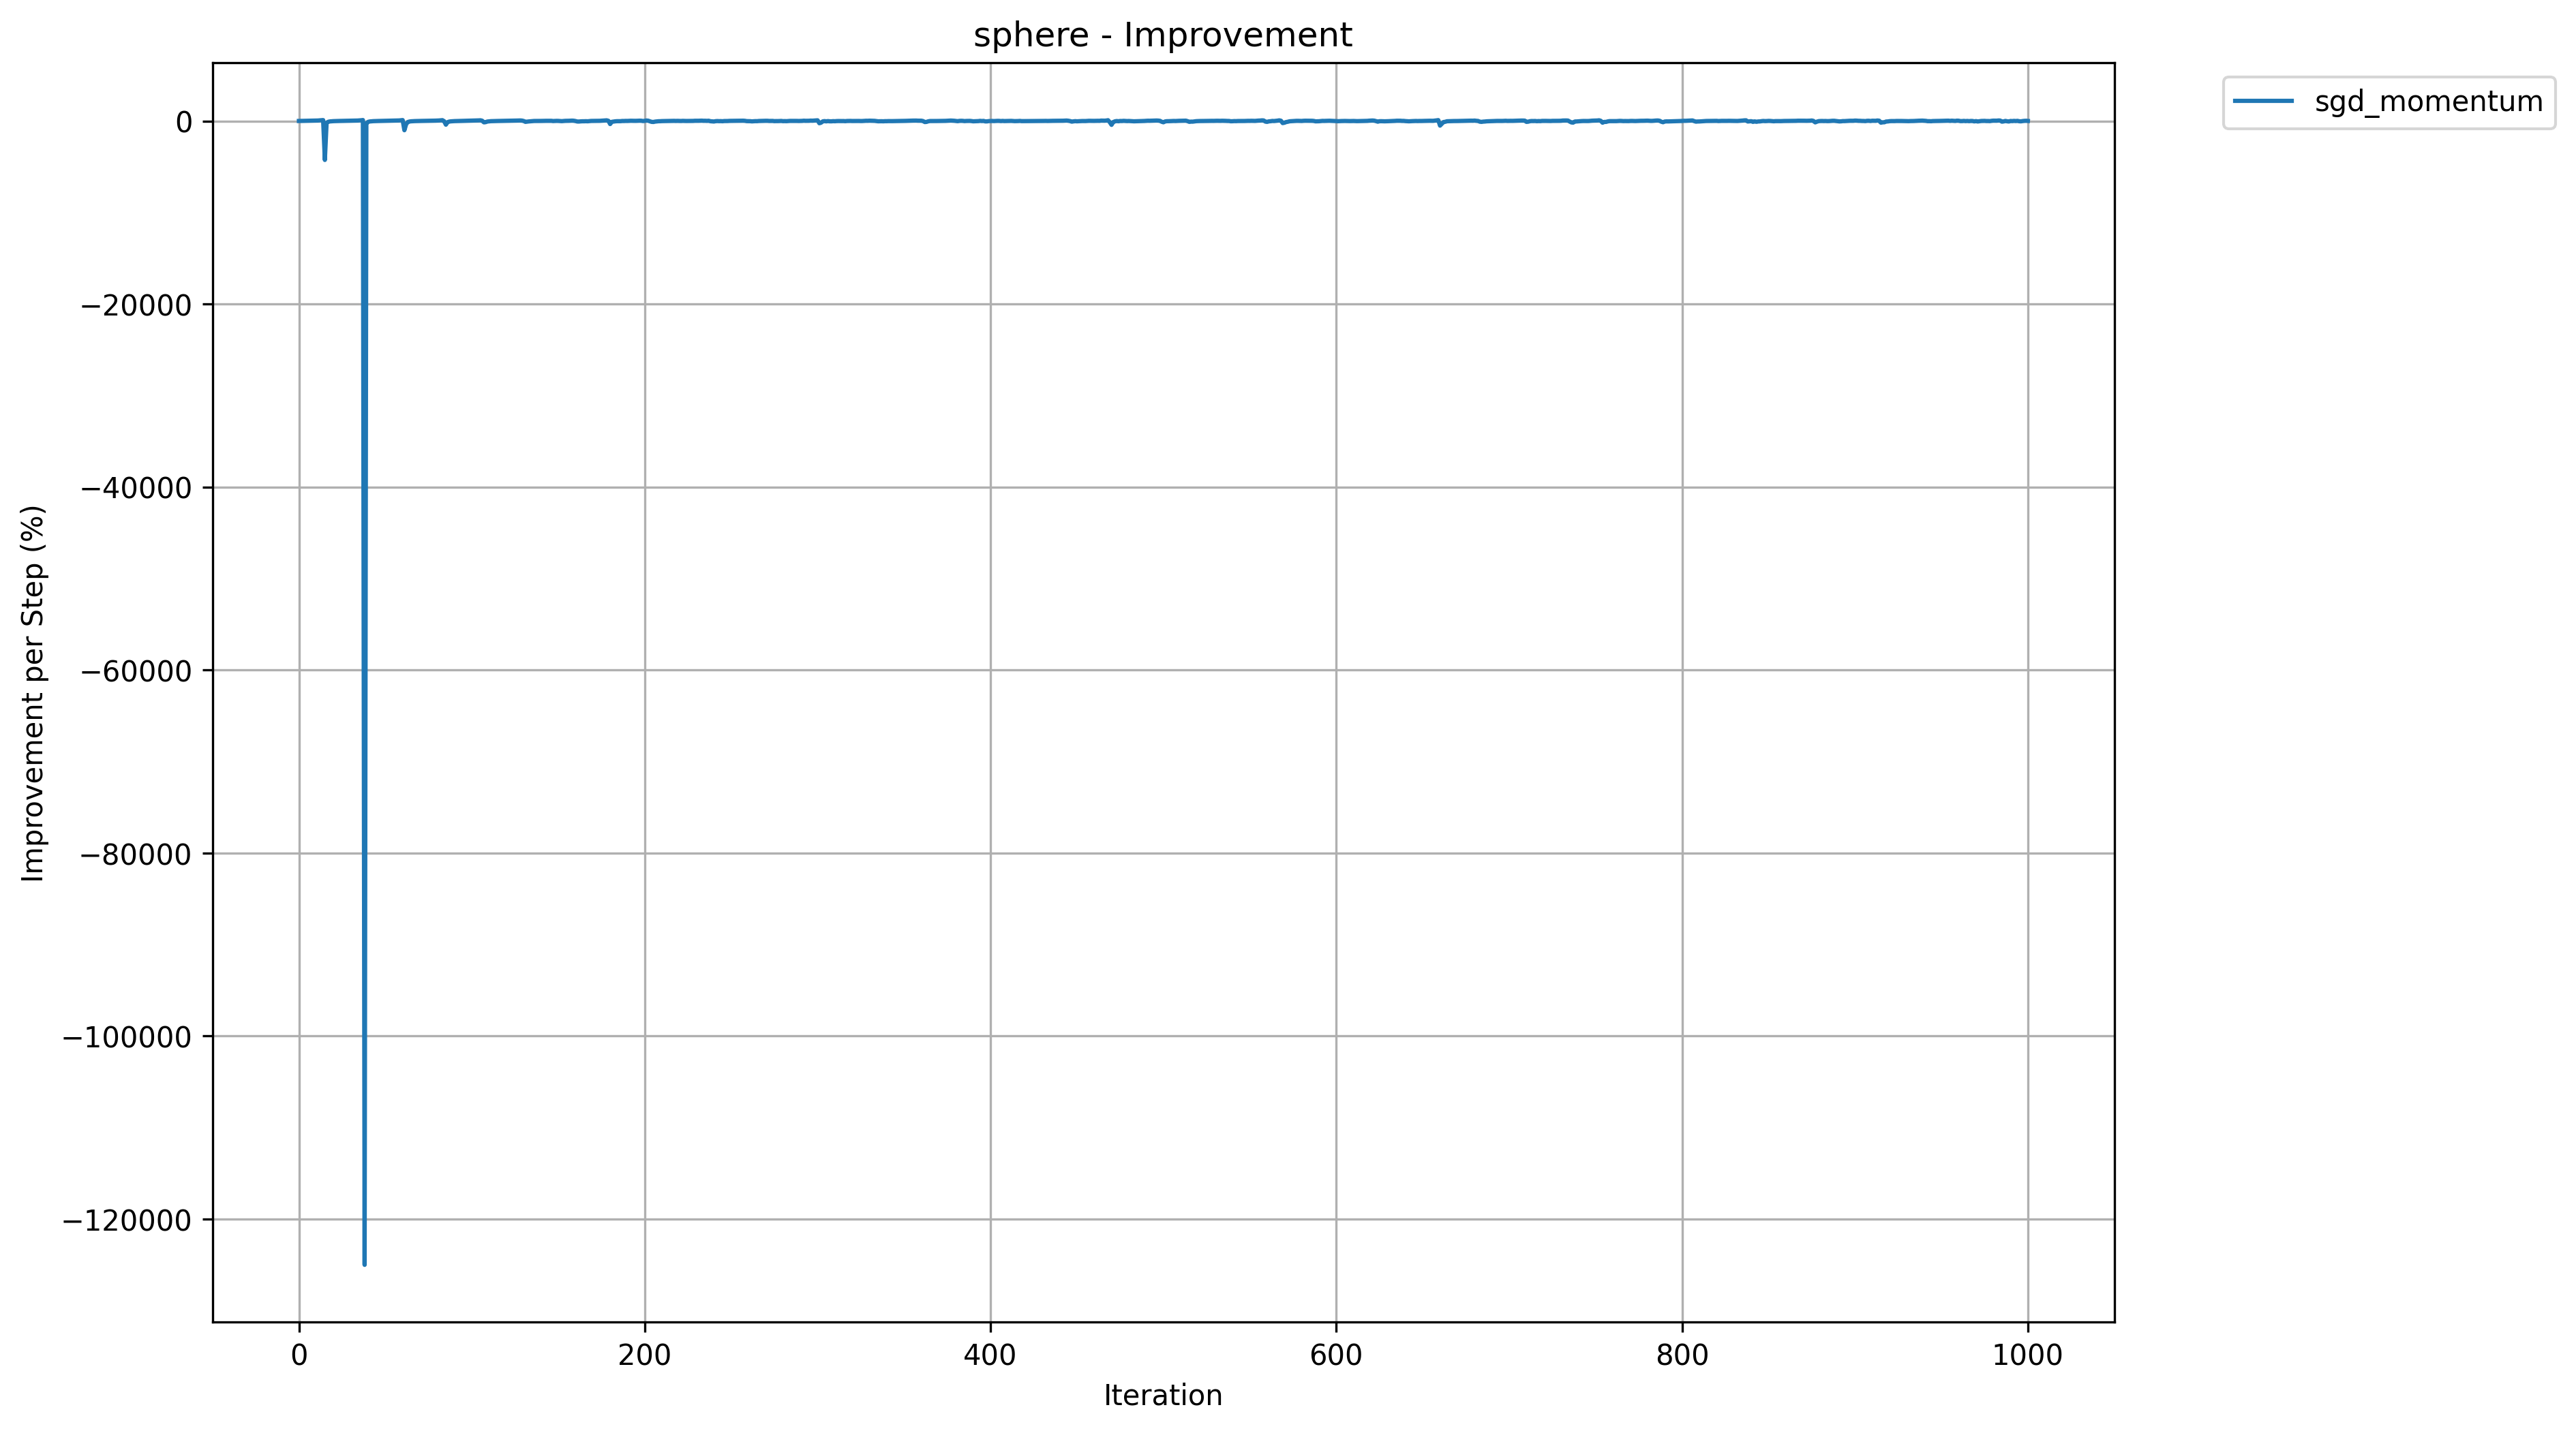 sphere - Improvement
sgd_momentum
0
−20000
−40000
−60000
−80000
−100000
−120000
Improvement per Step (%)
0 200 400 600 800 1000
Iteration